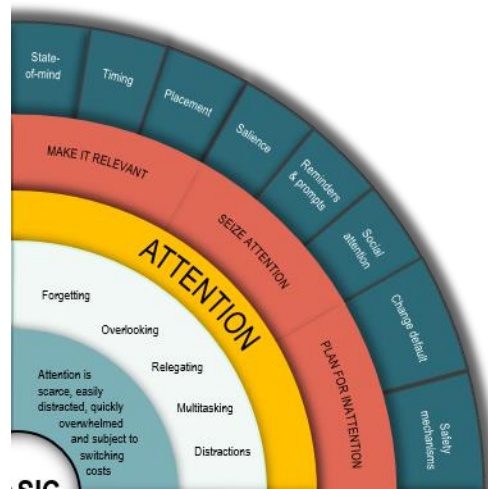 State-
of-mind
Timing
Placement
Salience
Reminders
& prompts
Social
attention
Change default
Safety
mechanisms
MAKE IT RELEVANT
SEIZE ATTENTION
PLAN FOR INATTENTION
ATTENTION
Forgetting
Overlooking
Relegating
Multitasking
Distractions
Attention is
scarce, easily
distracted, quickly
overwhelmed
and subject to
switching
costs